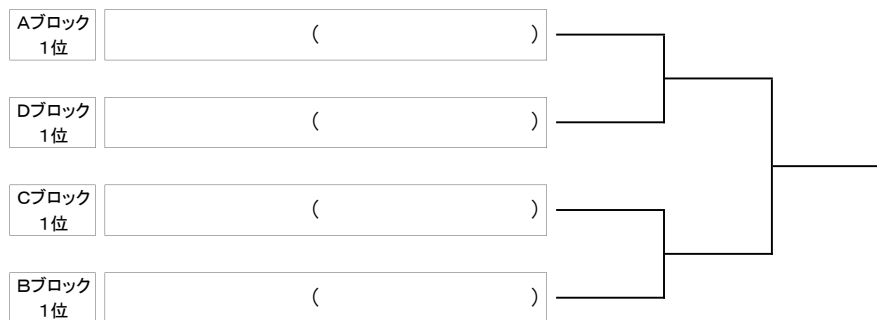 Aブロック
1位
(　　　)
Dブロック
1位
(　　　)
Cブロック
1位
(　　　)
Bブロック
1位
(　　　)